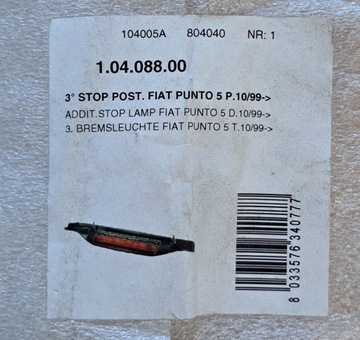 104005A 804040 NR: 1
1.04.088.00
3° STOP POST. FIAT PUNTO 5 P.10/99->
ADDIT.STOP LAMP FIAT PUNTO 5 D.10/99->
3. BREMSLEUCHTE FIAT PUNTO 5 T.10/99->
8 033576 340777